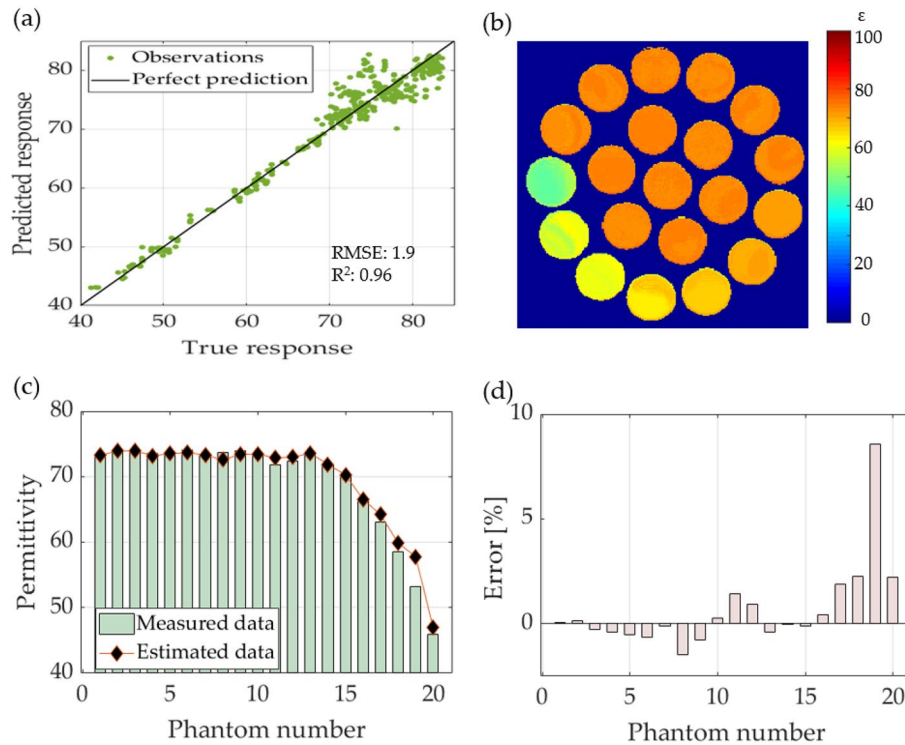 (a)
Observations
Perfect prediction
80
70
60
50
40
40 50 60 70 80
Predicted response
True response
RMSE: 1.9
R²: 0.96
(b)
ε
100
80
60
40
20
0
(c)
80
70
60
50
40
0 5 10 15 20
Permittivity
Measured data
Estimated data
Phantom number
(d)
10
5
0
0 5 10 15 20
Error [%]
Phantom number